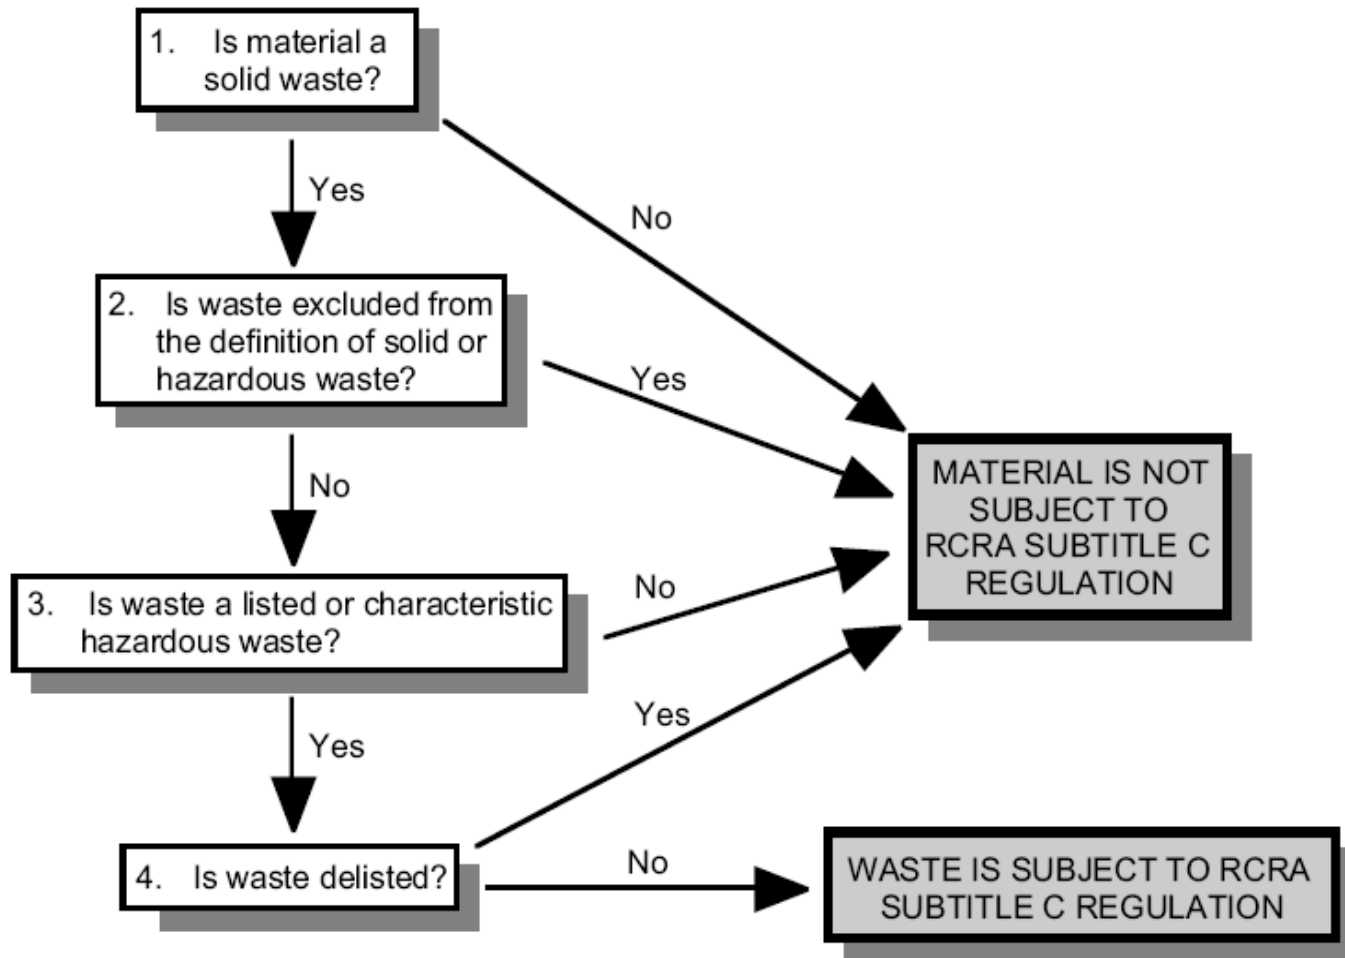 1. Is material a
solid waste?
Yes
No
2. Is waste excluded from
the definition of solid or
hazardous waste?
Yes
No
MATERIAL IS NOT
SUBJECT TO
RCRA SUBTITLE C
REGULATION
3. Is waste a listed or characteristic
hazardous waste?
No
Yes
Yes
4. Is waste delisted?
No
WASTE IS SUBJECT TO RCRA
SUBTITLE C REGULATION